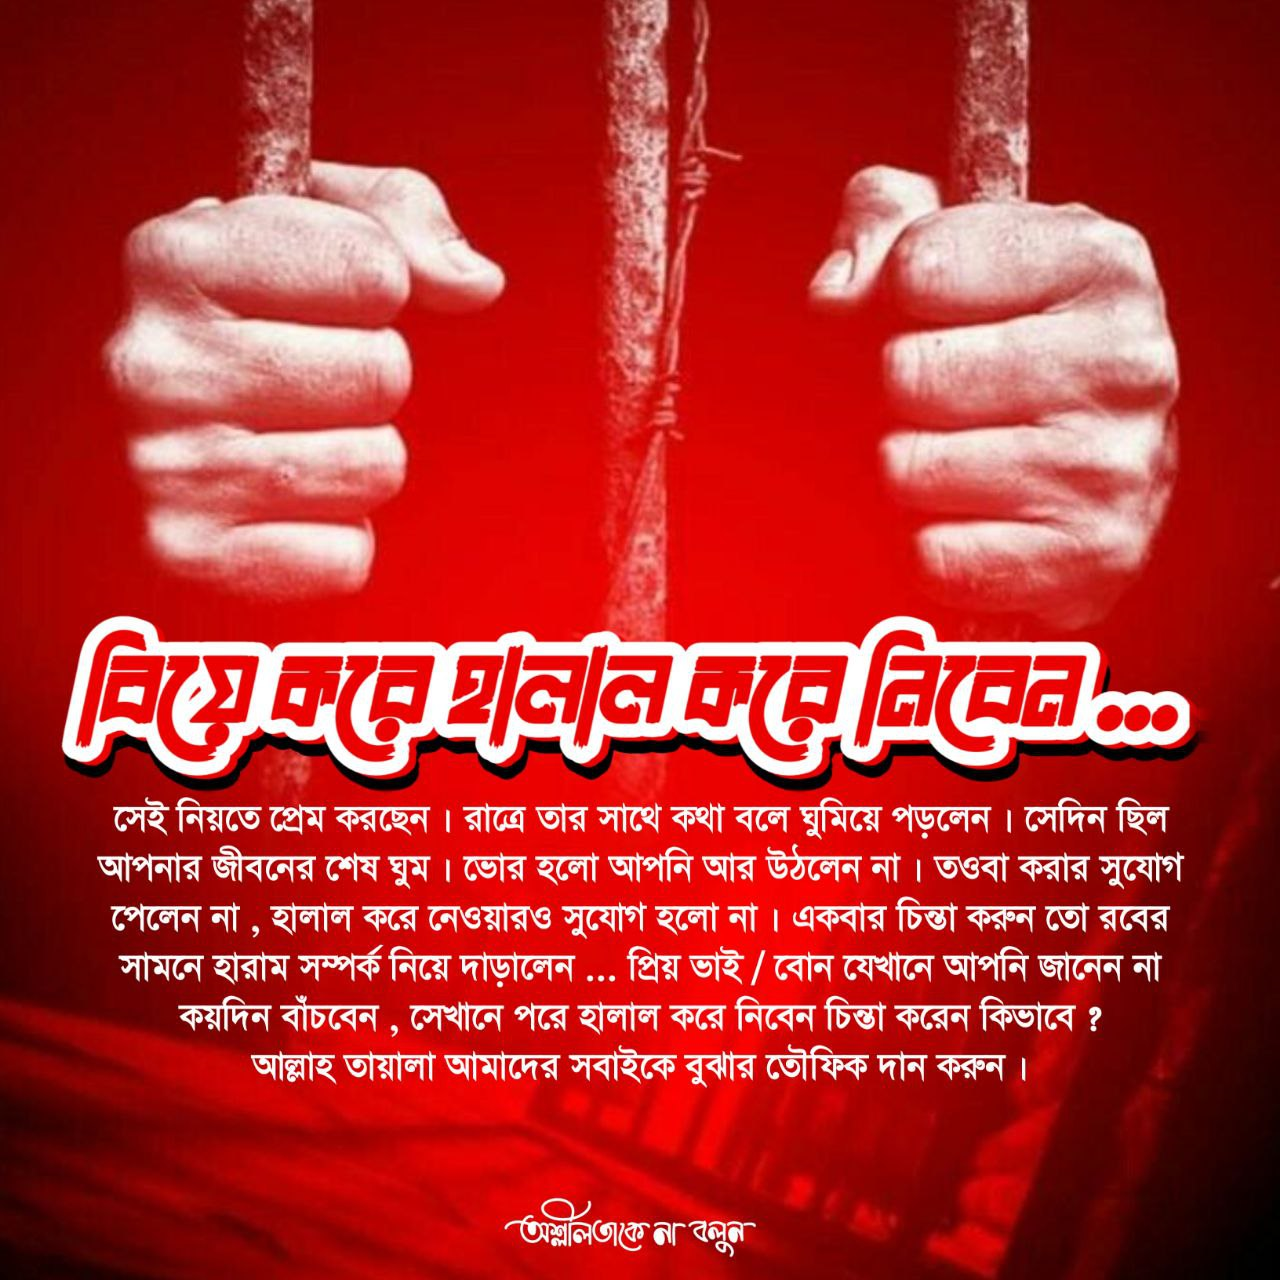 বিয়ে করে হালাল করে নিবেন ...
সেই নিয়তে প্রেম করছেন । রাত্রে তার সাথে কথা বলে ঘুমিয়ে পড়লেন । সেদিন ছিল
আপনার জীবনের শেষ ঘুম । ভোর হলো আপনি আর উঠলেন না । তওবা করার সুযোগ
পেলেন না , হালাল করে নেওয়ারও সুযোগ হলো না । একবার চিন্তা করুন তো রবের
সামনে হারাম সম্পর্ক নিয়ে দাড়ালেন ... প্রিয় ভাই / বোন যেখানে আপনি জানেন না
কয়দিন বাঁচবেন , সেখানে পরে হালাল করে নিবেন চিন্তা করেন কিভাবে ?
আল্লাহ তায়ালা আমাদের সবাইকে বুঝার তৌফিক দান করুন ।
অশ্লীলতাকে না বলুন